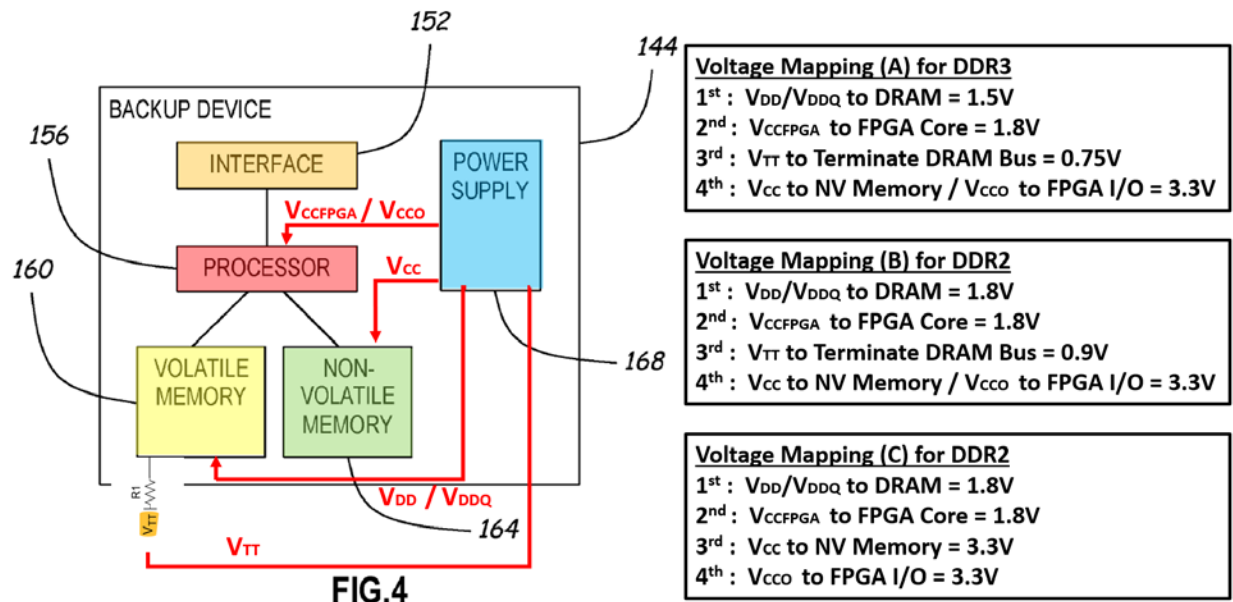 152
144
BACKUP DEVICE
156
INTERFACE
POWER
SUPPLY
VCCFPGA / VCCO
PROCESSOR
160
VCC
VOLATILE
MEMORY
NON-
VOLATILE
MEMORY
168
R1
VTT
VDD / VDDQ
164
VTT
FIG.4
Voltage Mapping (A) for DDR3
1st : VDD/VDDQ to DRAM = 1.5V
2nd : VCCFPGA to FPGA Core = 1.8V
3rd : VTT to Terminate DRAM Bus = 0.75V
4th : VCC to NV Memory / VCCO to FPGA I/O = 3.3V
Voltage Mapping (B) for DDR2
1st : VDD/VDDQ to DRAM = 1.8V
2nd : VCCFPGA to FPGA Core = 1.8V
3rd : VTT to Terminate DRAM Bus = 0.9V
4th : VCC to NV Memory / VCCO to FPGA I/O = 3.3V
Voltage Mapping (C) for DDR2
1st : VDD/VDDQ to DRAM = 1.8V
2nd : VCCFPGA to FPGA Core = 1.8V
3rd : VCC to NV Memory = 3.3V
4th : VCCO to FPGA I/O = 3.3V